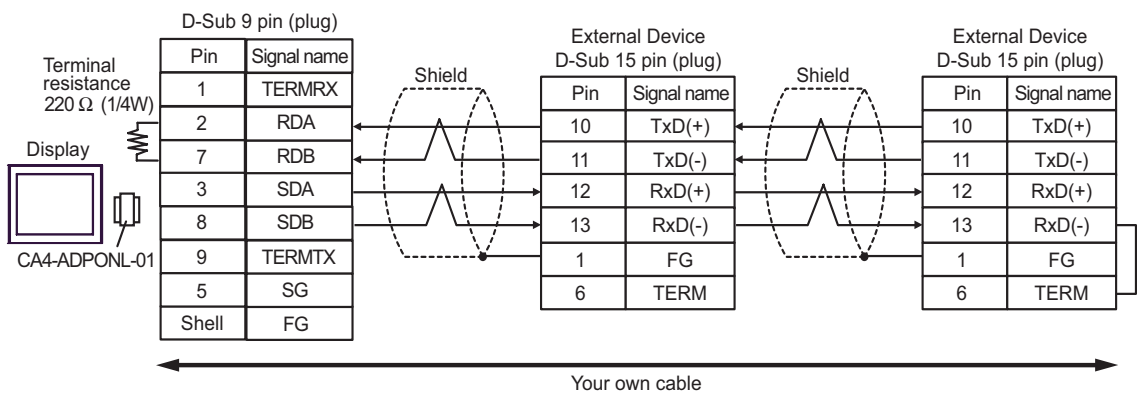 D-Sub 9 pin (plug)
Pin Signal name
1 TERMRX
2 RDA
7 RDB
3 SDA
8 SDB
9 TERMTX
5 SG
Shell FG
Terminal
resistance
220 Ω (1/4W)
Display
CA4-ADPONL-01
Shield
External Device
D-Sub 15 pin (plug)
Pin Signal name
10 TxD(+)
11 TxD(-)
12 RxD(+)
13 RxD(-)
1 FG
6 TERM
Shield
External Device
D-Sub 15 pin (plug)
Pin Signal name
10 TxD(+)
11 TxD(-)
12 RxD(+)
13 RxD(-)
1 FG
6 TERM
Your own cable